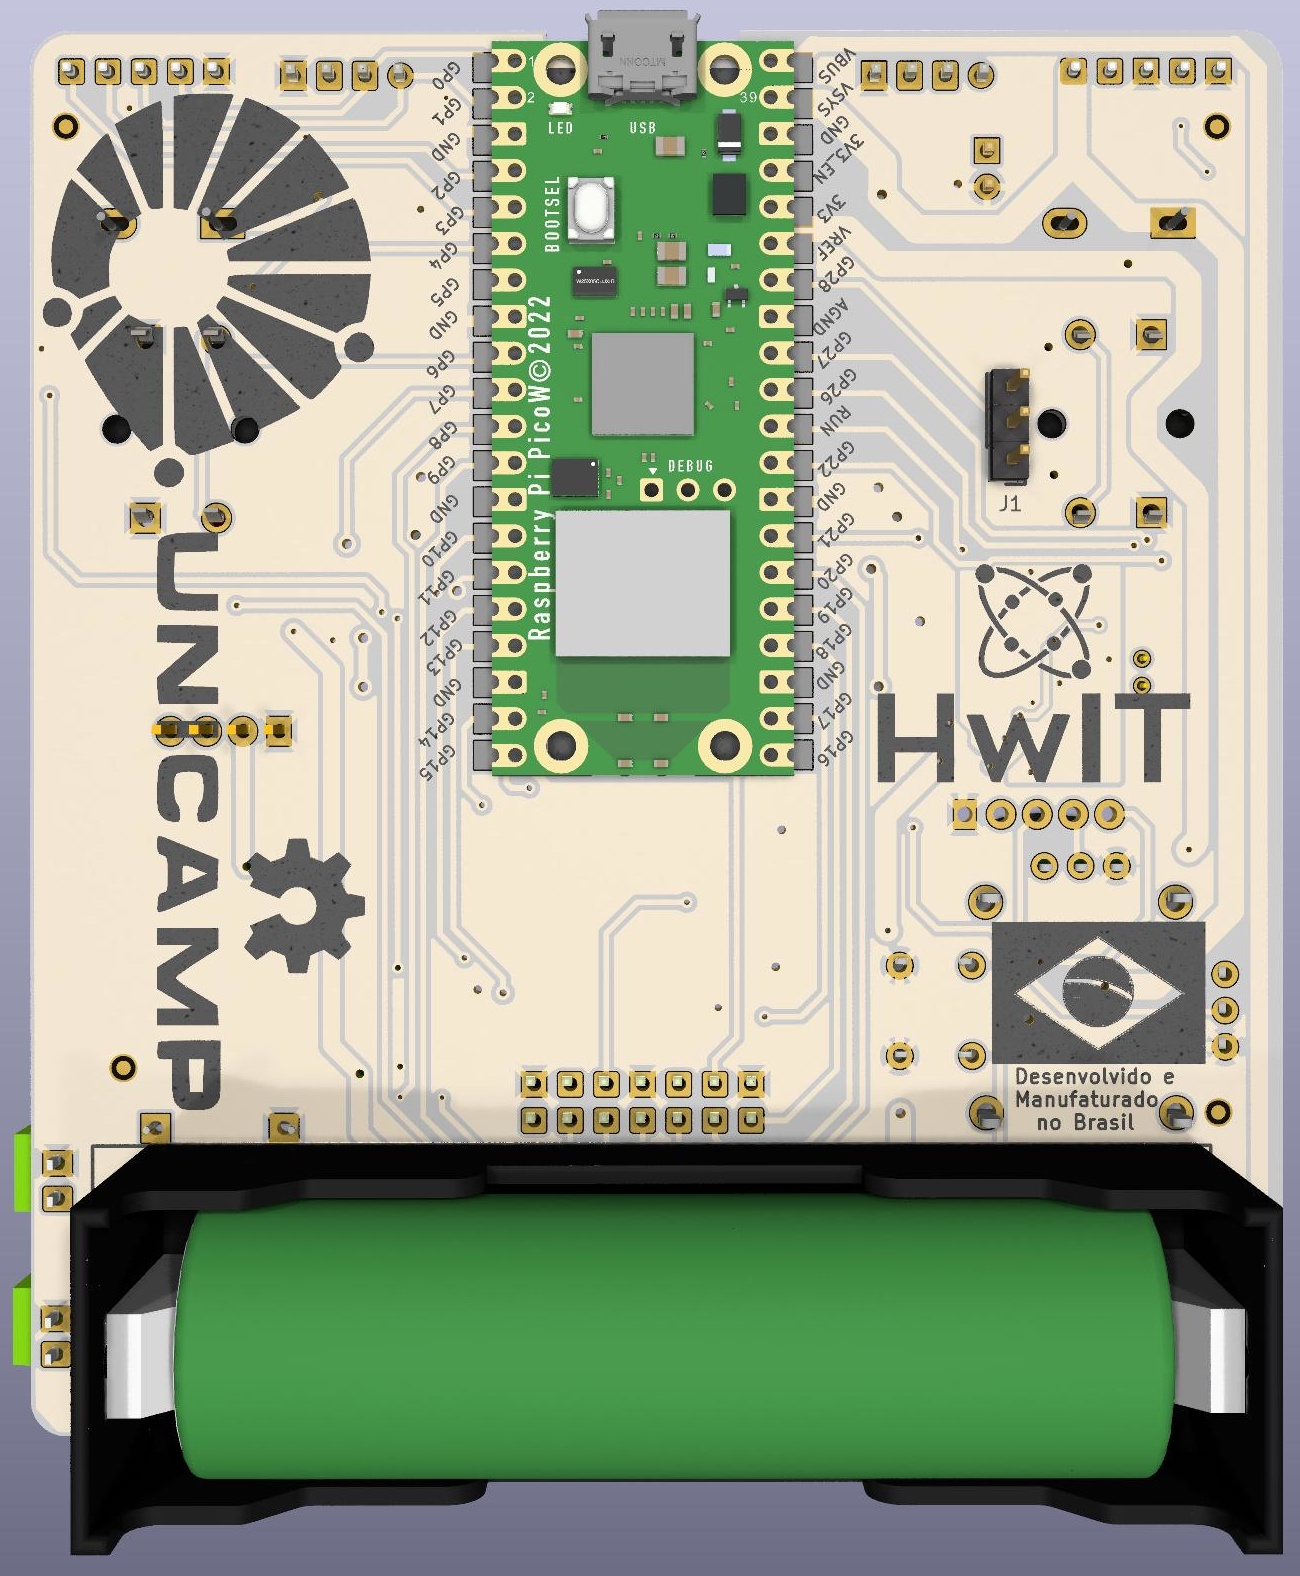 MTCONN
1
2
39
LED
USB
BOOTSEL
Raspberry Pi PicoW©2022
DEBUG
GP0
GP1
GND
GP2
GP3
GP4
GP5
GND
GP6
GP7
GP8
GP9
GND
GP10
GP11
GP12
GP13
GND
GP14
GP15
VBUS
VSYS
GND
3V3_EN
3V3
VREF
GP28
AGND
GP27
GP26
RUN
GP22
GND
GP21
GP20
GP19
GP18
GND
GP17
GP16
J1
UNICAMP
HwIT
Desenvolvido e
Manufaturado
no Brasil